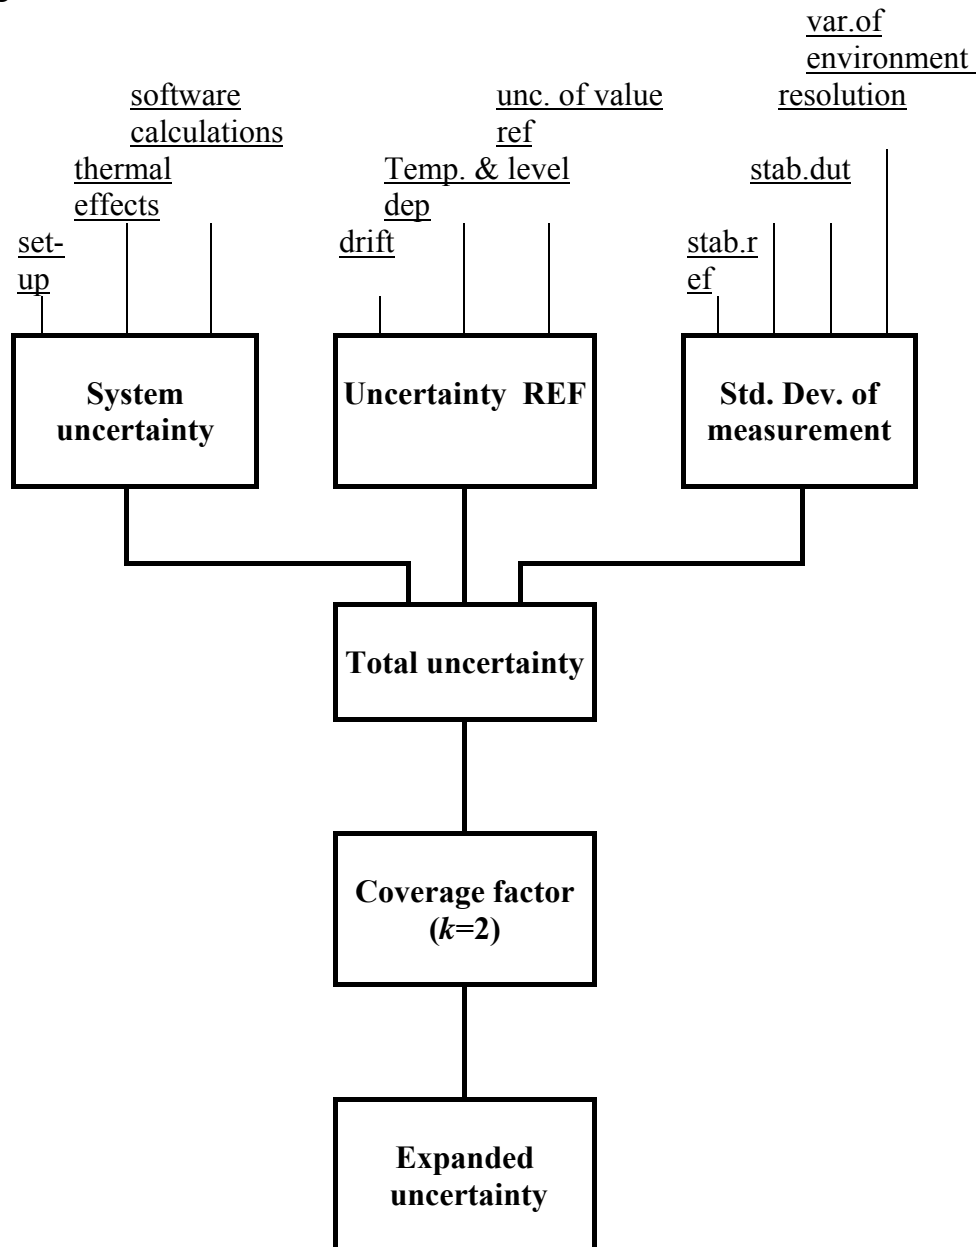 var.of
environment
software
calculations
unc. of value
ref
resolution
thermal
effects
Temp. & level
dep
stab.dut
set-
up
drift
stab.r
ef
System
uncertainty
Uncertainty REF
Std. Dev. of
measurement
Total uncertainty
Coverage factor
(k=2)
Expanded
uncertainty